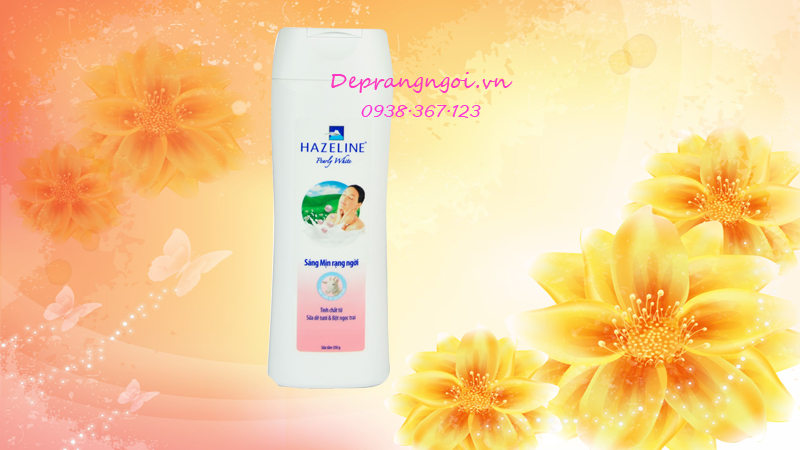 Deprangngoi.vn
0938·367·123
HAZELINE®
Pearly White
Sáng Mịn rạng ngời
Tinh chất từ
Sữa dê tươi & Bột ngọc trai